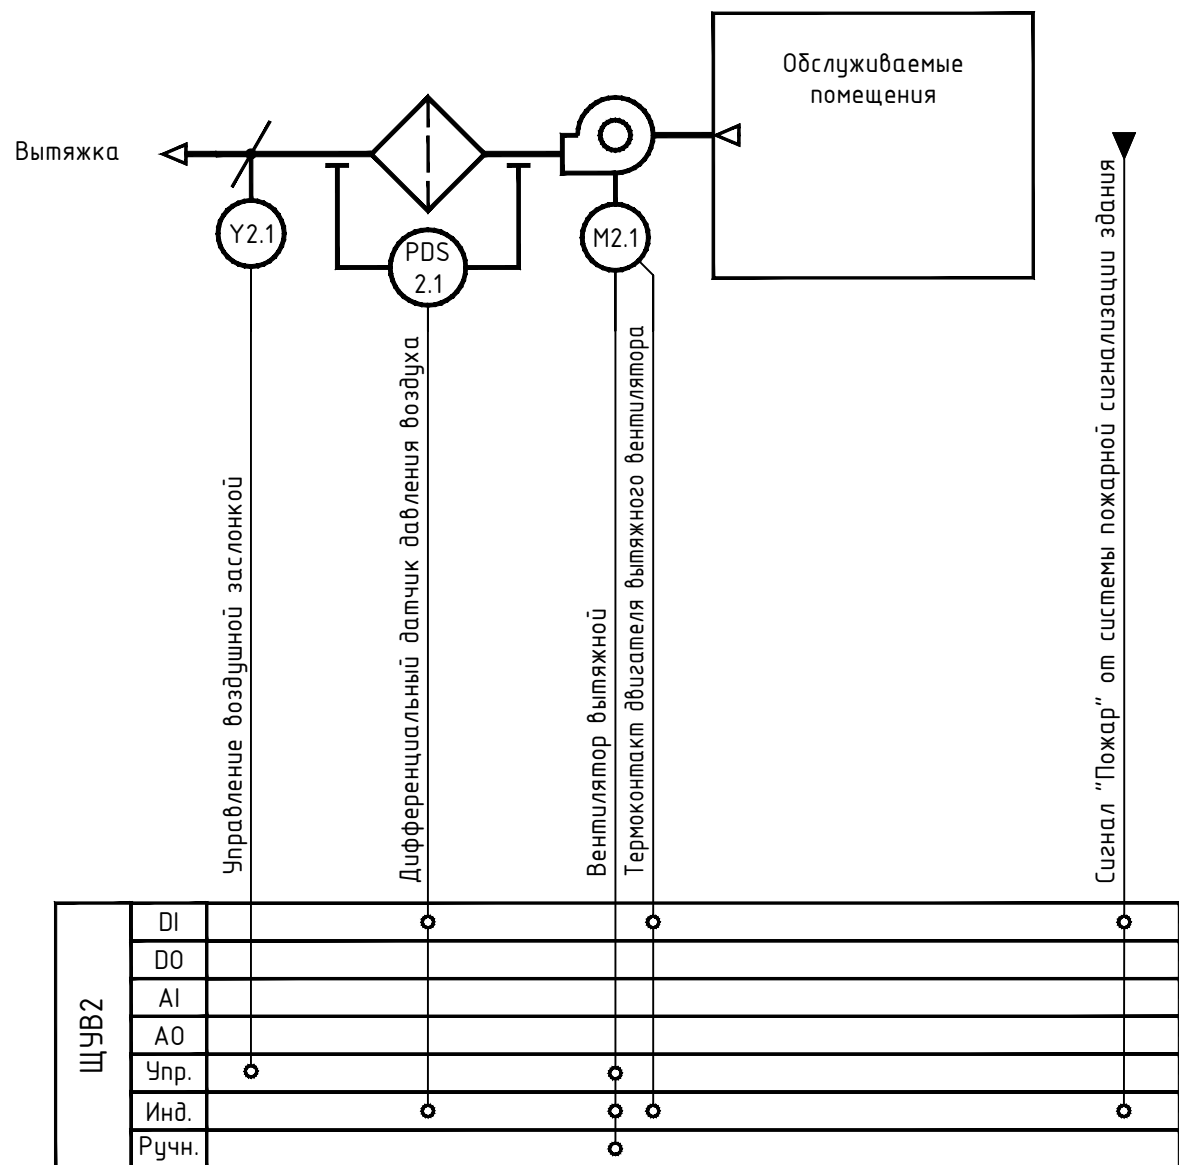 Обслуживаемые
помещения
Вытяжка
Y2.1
PDS
2.1
M2.1
Управление воздушной заслонкой
Дифференциальный датчик давления воздуха
Вентилятор вытяжной
Термоконтакт двигателя вытяжного вентилятора
Сигнал "Пожар" от системы пожарной сигнализации здания
ЩУВ2
DI
DO
AI
AO
Упр.
Инд.
Ручн.